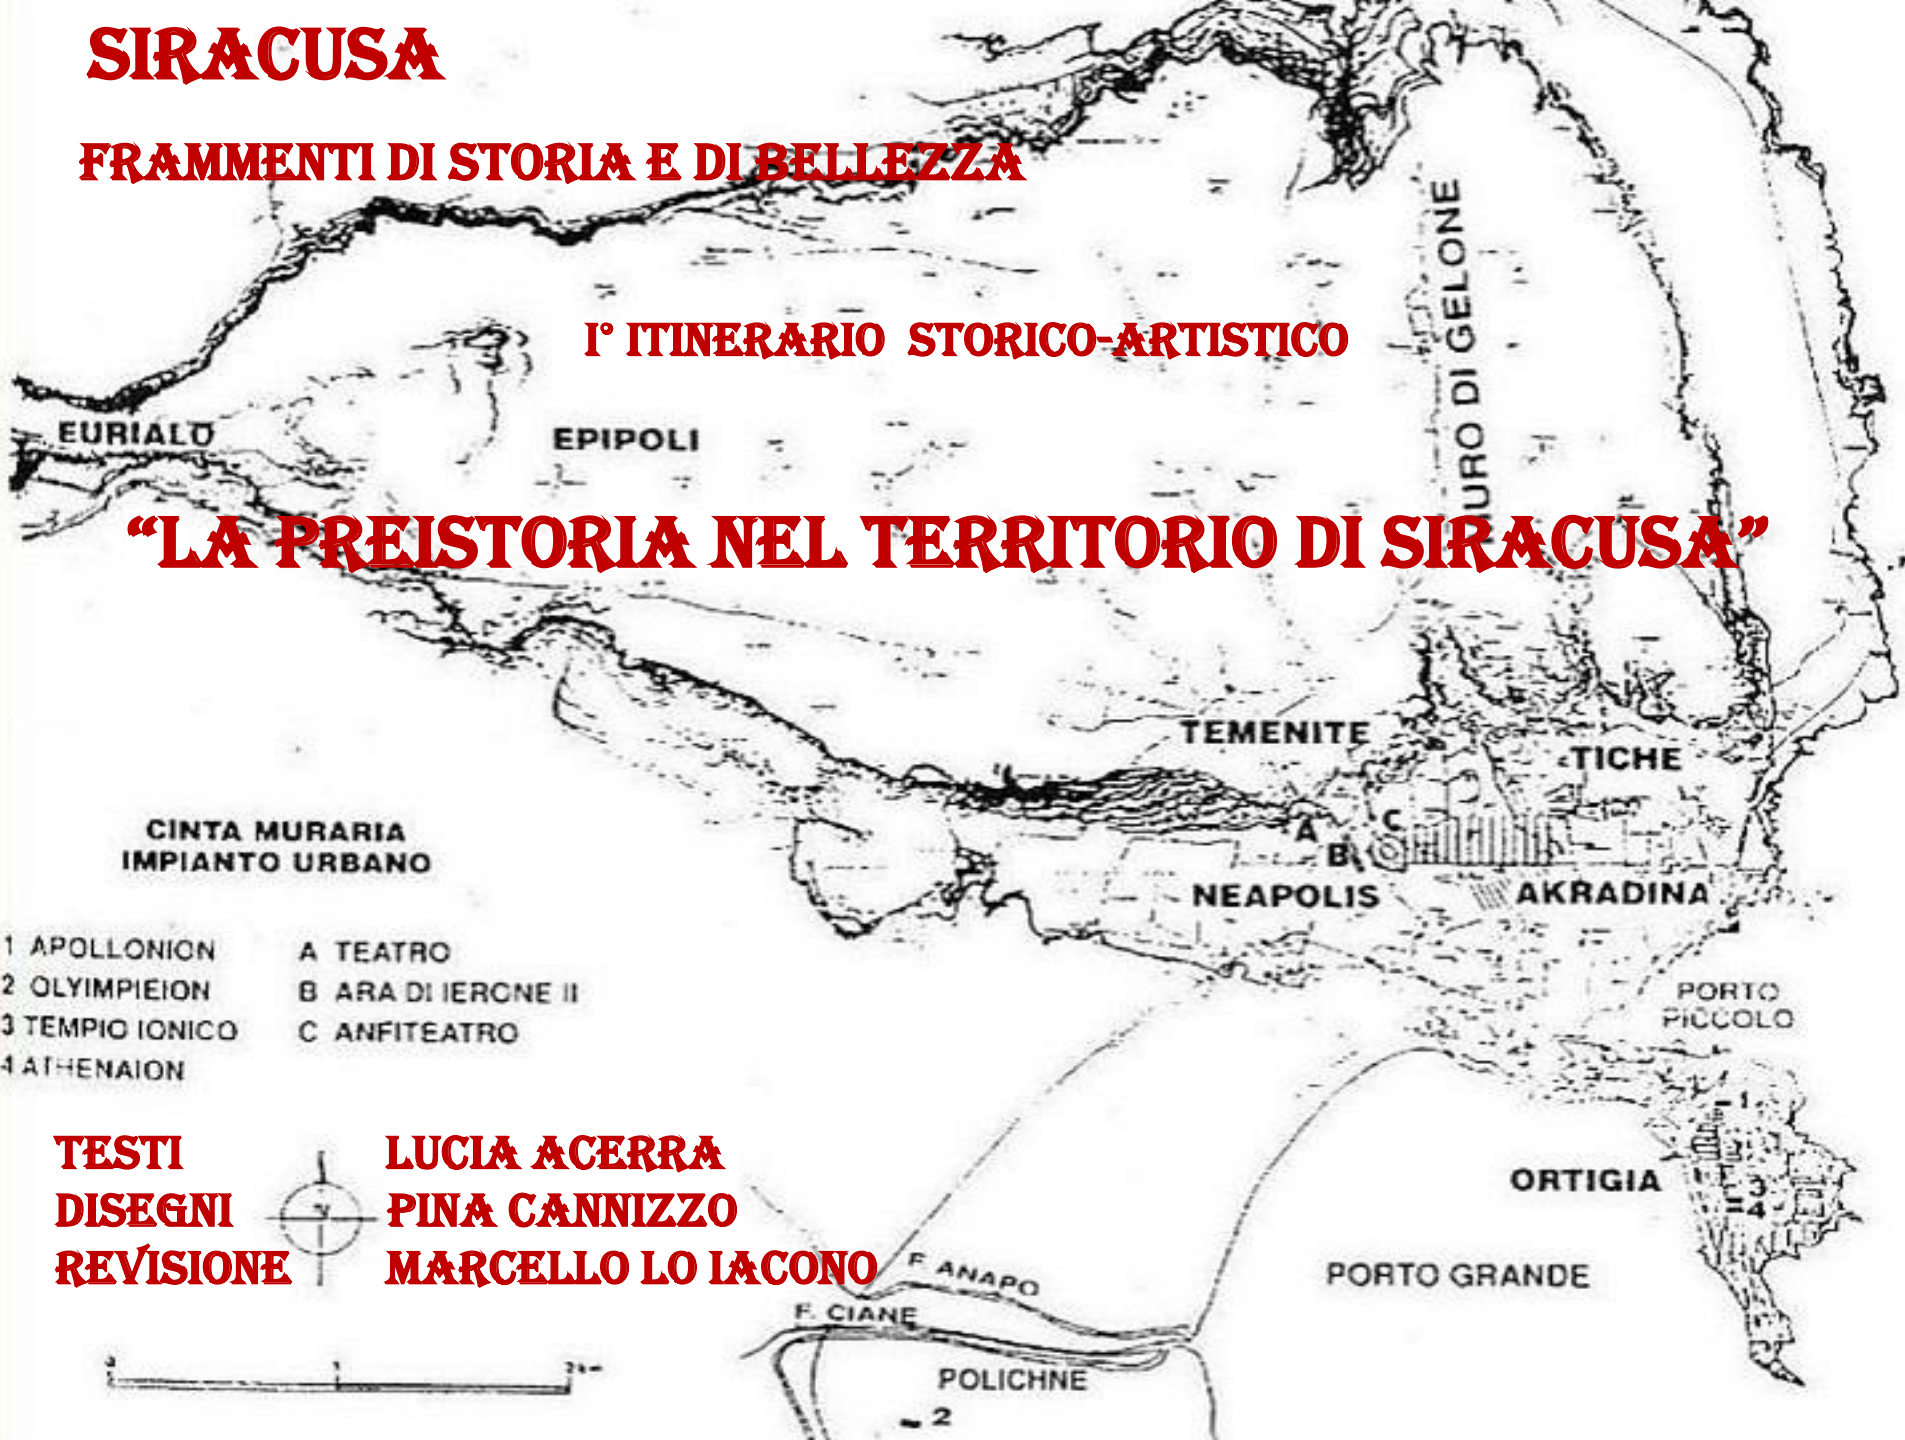 SIRACUSA
FRAMMENTI DI STORIA E DI BELLEZZA
I° ITINERARIO STORICO-ARTISTICO
MURO DI GELONE
EURIALO
EPIPOLI
“LA PREISTORIA NEL TERRITORIO DI SIRACUSA”
TEMENITE
TICHE
A
B
C
CINTA MURARIA
IMPIANTO URBANO
NEAPOLIS
AKRADINA
1 APOLLONION
2 OLYIMPIEION
3 TEMPIO IONICO
4 ATHENAION
A TEATRO
B ARA DI IERONE II
C ANFITEATRO
PORTO
PICCOLO
1
ORTIGIA
3
4
TESTI LUCIA ACERRA
DISEGNI PINA CANNIZZO
REVISIONE MARCELLO LO IACONO
F. ANAPO
PORTO GRANDE
F. CIANE
POLICHNE
2